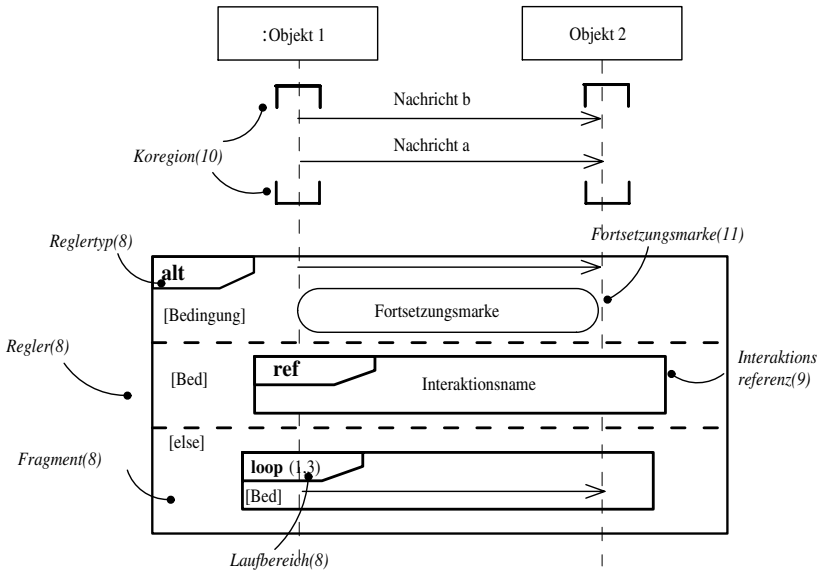 :Objekt 1
Objekt 2
Nachricht b
Nachricht a
Koregion(10)
Reglertyp(8)
Fortsetzungsmarke(11)
alt
[Bedingung]
Fortsetzungsmarke
Regler(8)
[Bed]
ref
Interaktionsname
Interaktions
referenz(9)
[else]
Fragment(8)
loop (1,3)
[Bed]
Laufbereich(8)